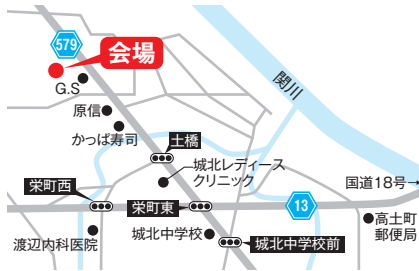 579
会場
G.S
関川
原信
かっぱ寿司
土橋
城北レディース
クリニック
栄町西
国道18号→
栄町東
13
高土町
郵便局
渡辺内科医院
城北中学校
城北中学校前